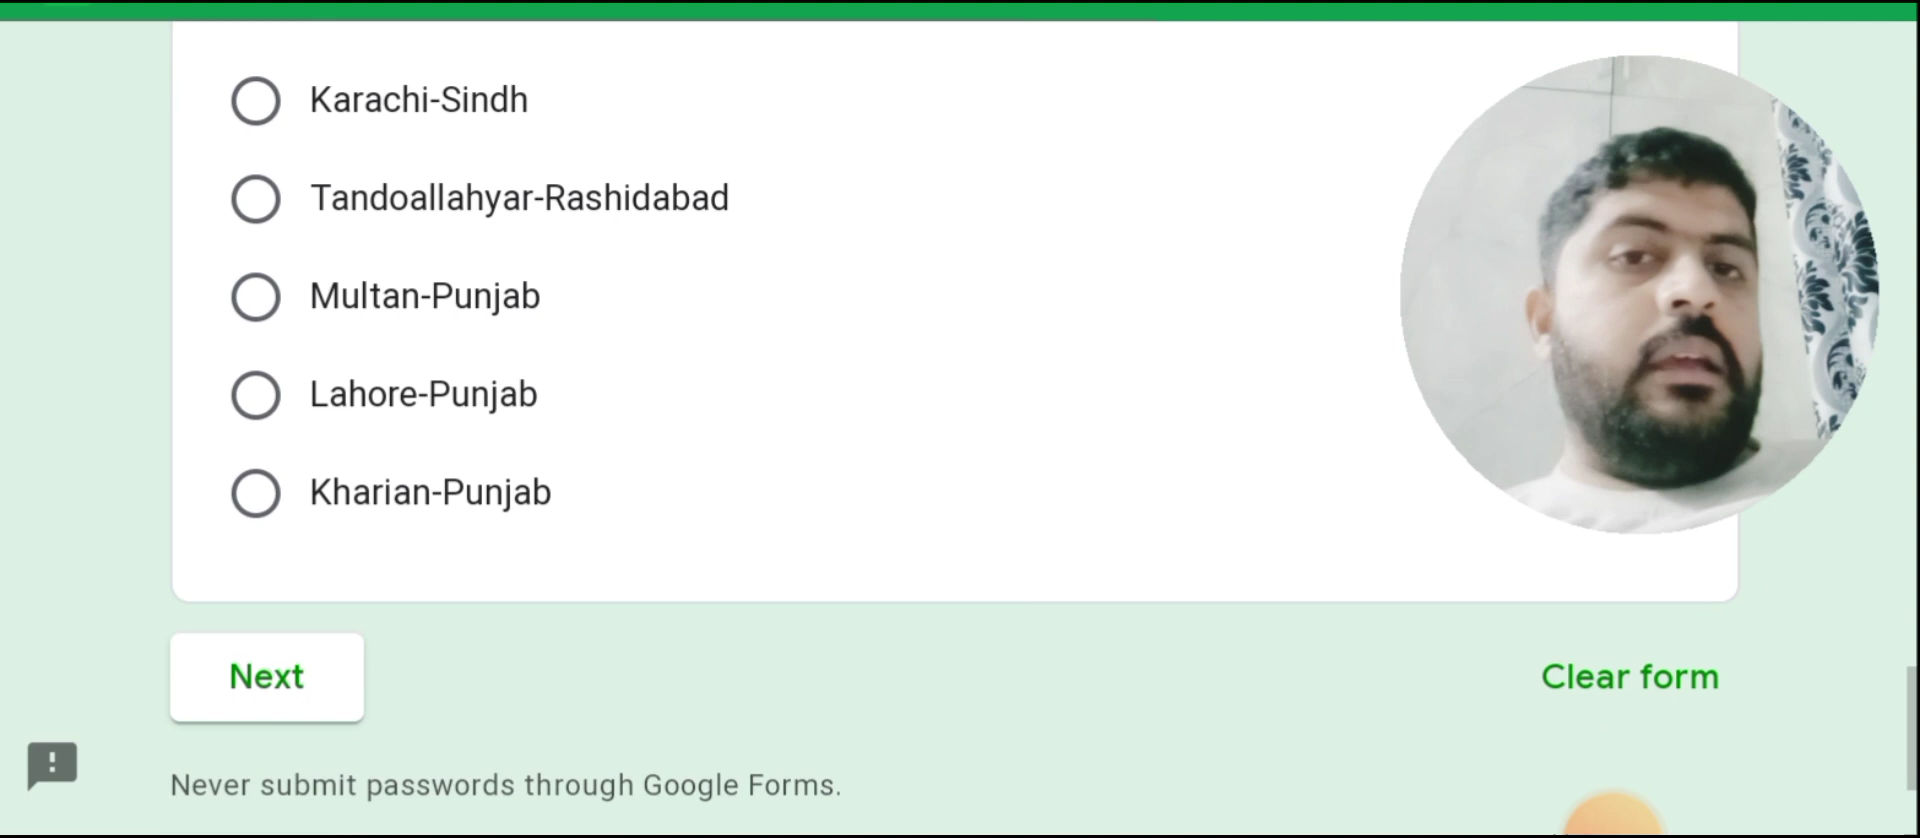 Karachi-Sindh
Tandoallahyar-Rashidabad
Multan-Punjab
Lahore-Punjab
Kharian-Punjab
Next
Clear form
Never submit passwords through Google Forms.